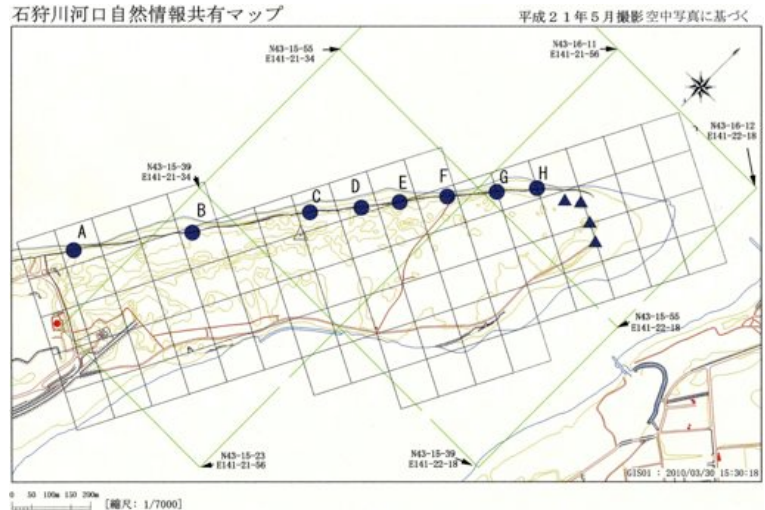 石狩川河口自然情報共有マップ
平成21年5月撮影空中写真に基づく
N43-15-55
E141-21-34
N43-16-11
E141-21-56
N43-16-12
E141-22-18
N43-15-39
E141-21-34
A
B
C
D
E
F
G
H
N43-15-55
E141-22-18
N43-15-23
E141-21-56
N43-15-39
E141-22-18
GIS01 : 2010/03/30 15:30:18
0 50 100m 150 200m
[縮尺: 1/7000]